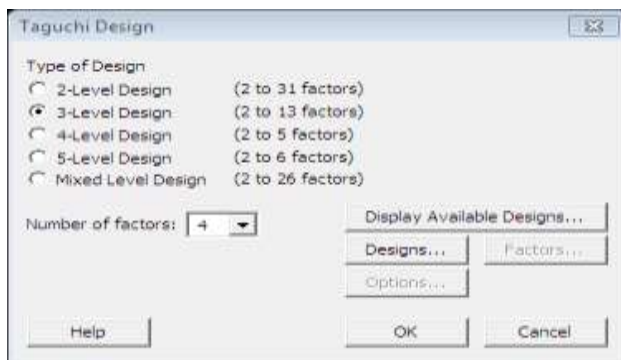 Taguchi Design
Type of Design
2-Level Design (2 to 31 factors)
3-Level Design (2 to 13 factors)
4-Level Design (2 to 5 factors)
5-Level Design (2 to 6 factors)
Mixed Level Design (2 to 26 factors)
Number of factors: 4
Display Available Designs...
Designs... Factors...
Options...
Help OK Cancel